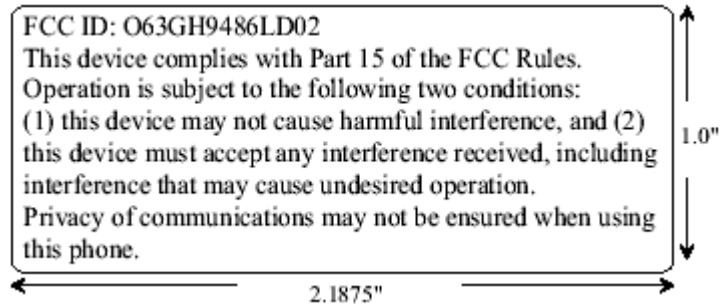 FCC ID: O63GH9486LD02
This device complies with Part 15 of the FCC Rules.
Operation is subject to the following two conditions:
(1) this device may not cause harmful interference, and (2)
this device must accept any interference received, including
interference that may cause undesired operation.
Privacy of communications may not be ensured when using
this phone.
1.0"
2.1875"